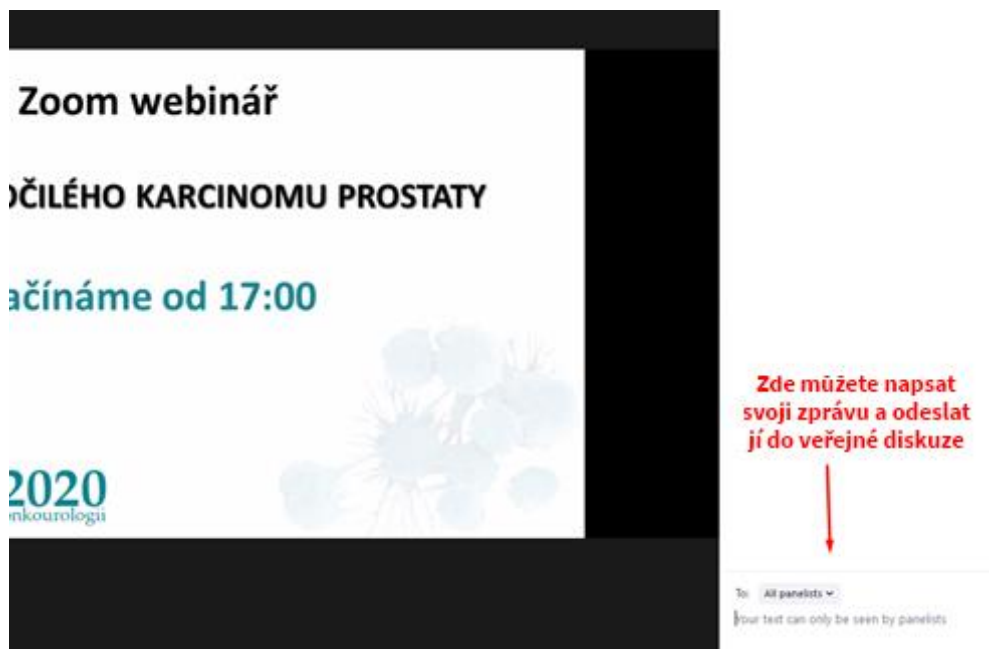 Zoom webinář
OČILÉHO KARCINOMU PROSTATY
ačínáme od 17:00
2020
nkourologii
Zde můžete napsat
svoji zprávu a odeslat
jí do veřejné diskuze
To: All panelists
Your text can only be seen by panelists